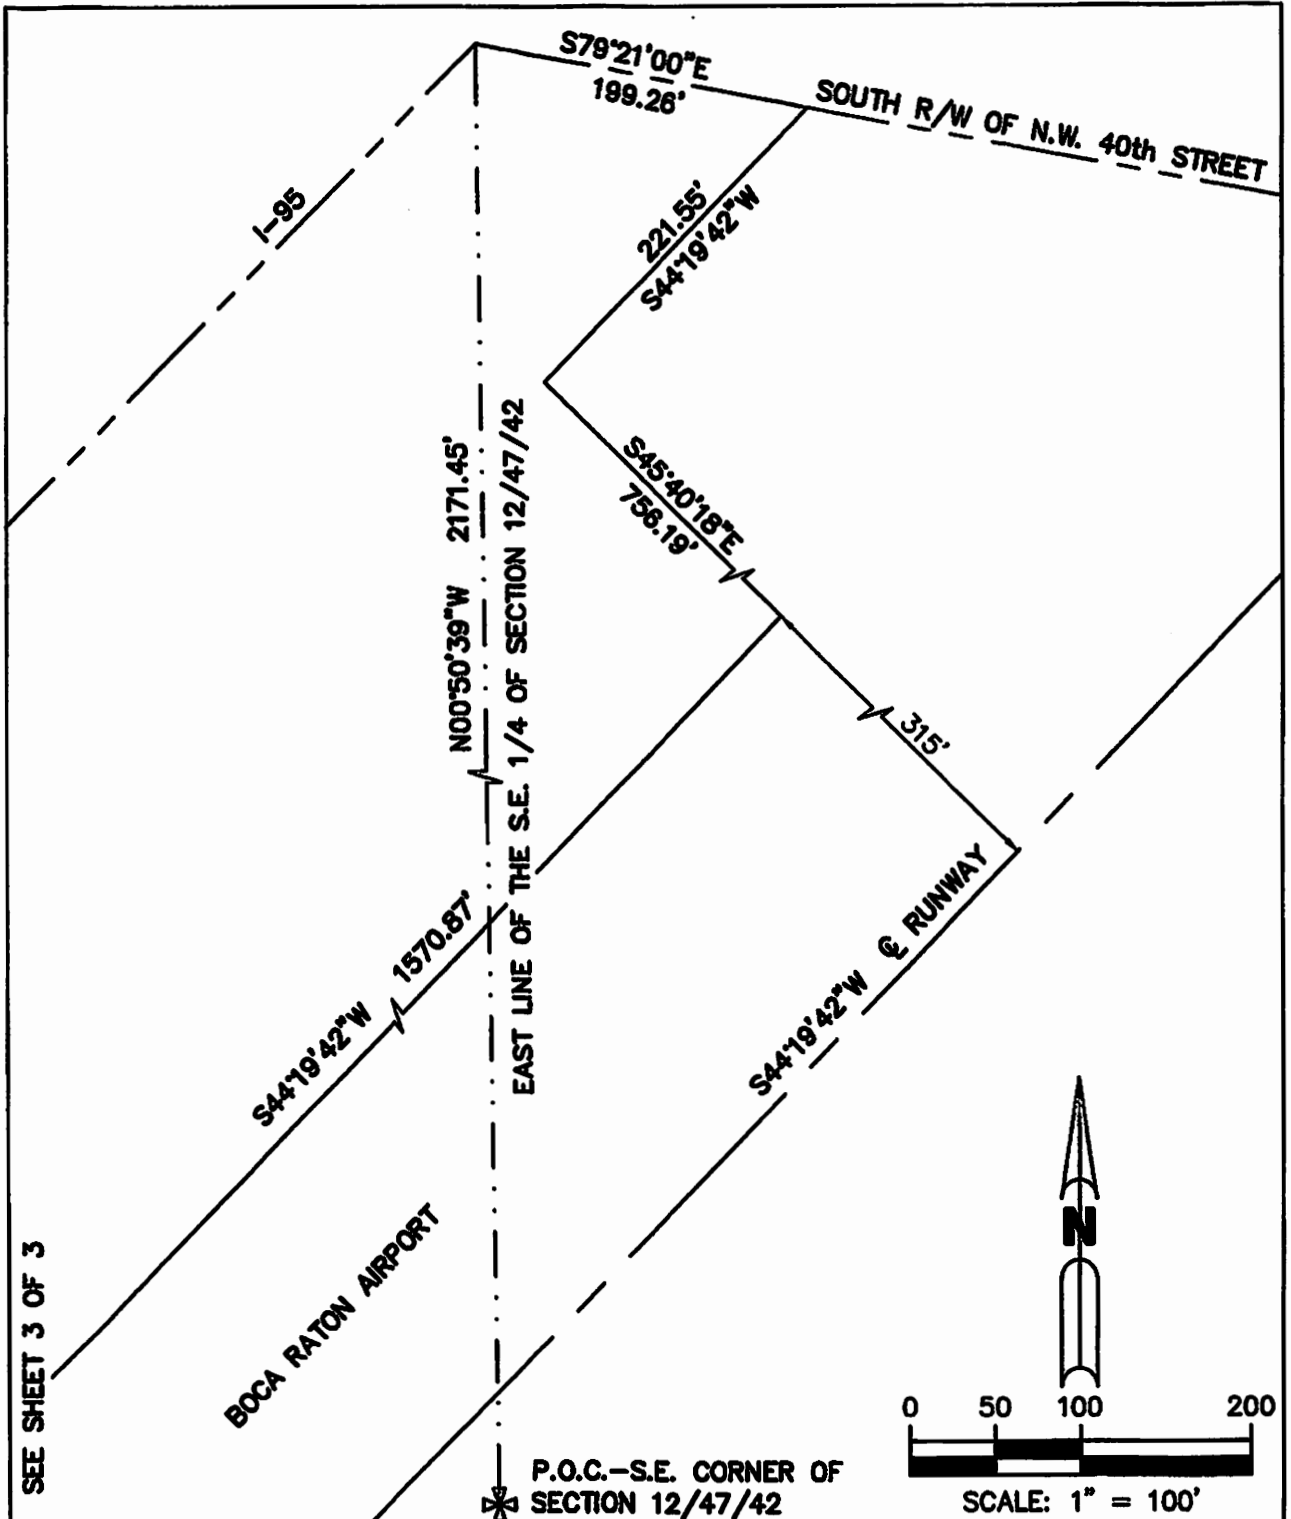 S79°21'00"E
199.26'
SOUTH R/W OF N.W. 40th STREET
I-95
221.55'
S44°19'42"W
N00°50'39"W 2171.45'
EAST LINE OF THE S.E. 1/4 OF SECTION 12/47/42
S45°40'18"E
756.19'
315'
S44°19'42"W 1570.87'
S44°19'42"W ℄ RUNWAY
BOCA RATON AIRPORT
SEE SHEET 3 OF 3
N
0 50 100 200
SCALE: 1" = 100'
P.O.C.-S.E. CORNER OF
SECTION 12/47/42